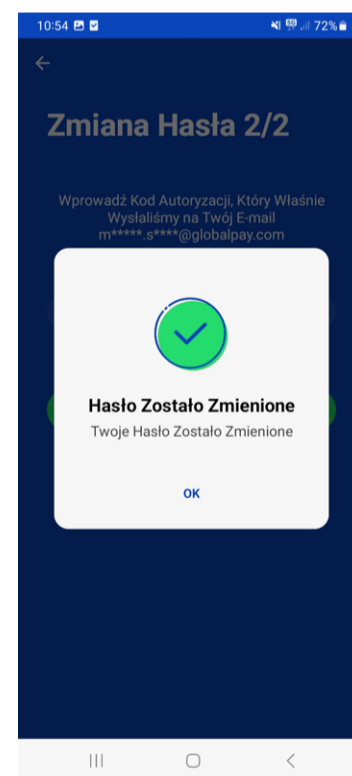 10:54
5G
72%
Zmiana Hasła 2/2
Wprowadź Kod Autoryzacji, Który Właśnie
Wysłaliśmy na Twój E-mail
m*****.s****@globalpay.com
Hasło Zostało Zmienione
Twoje Hasło Zostało Zmienione
OK